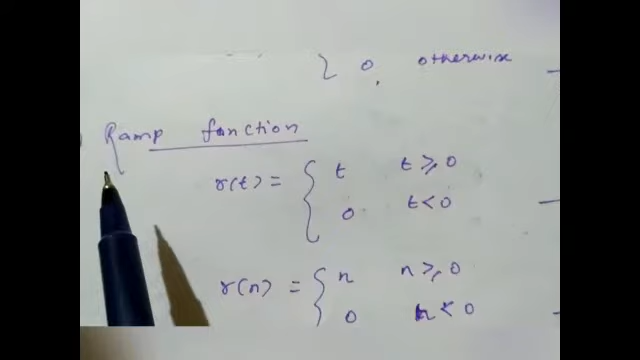 { 0, otherwise
Ramp function
r(t) = { t t ≥ 0
0 t < 0
r(n) = { n n ≥ 0
0 n < 0